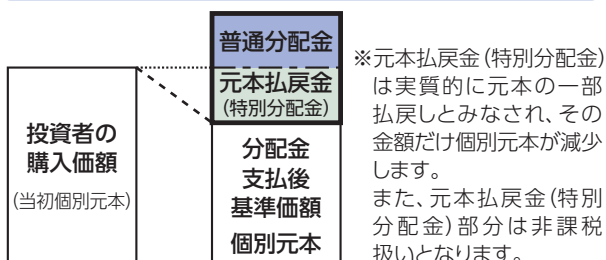 普通分配金
元本払戻金
(特別分配金)
投資者の
購入価額
(当初個別元本)
分配金
支払後
基準価額
個別元本
※元本払戻金(特別分配金)
は実質的に元本の一部
払戻しとみなされ、その
金額だけ個別元本が減少
します。
また、元本払戻金(特別
分配金)部分は非課税
扱いとなります。